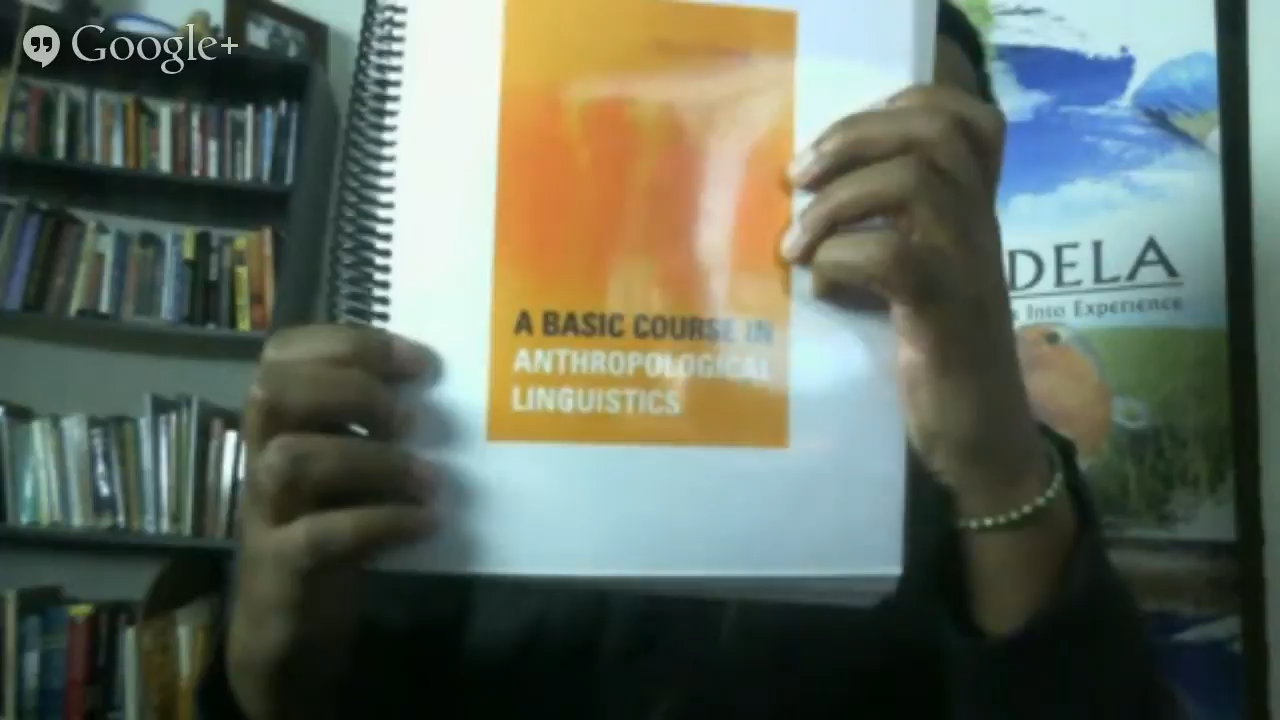 Google+
A BASIC COURSE IN
ANTHROPOLOGICAL
LINGUISTICS
DELA
Into Experience